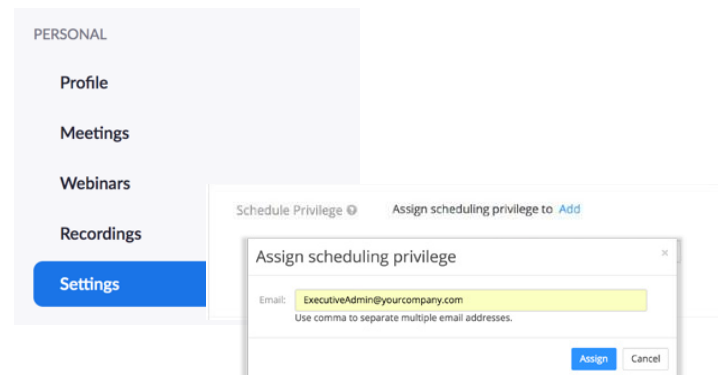 PERSONAL
Profile
Meetings
Webinars
Recordings
Settings
Schedule Privilege ?
Assign scheduling privilege to Add
Assign scheduling privilege
×
Email: ExecutiveAdmin@yourcompany.com
Use comma to separate multiple email addresses.
Assign Cancel